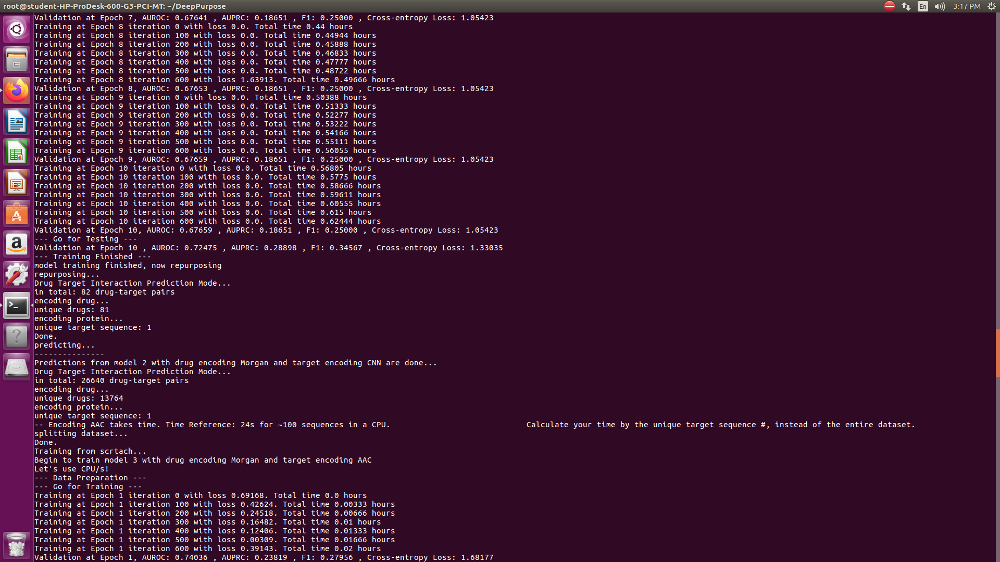 root@student-HP-ProDesk-600-G3-PCI-MT: ~/DeepPurpose
En
3:17 PM
Validation at Epoch 7, AUROC: 0.67641 , AUPRC: 0.18651 , F1: 0.25000 , Cross-entropy Loss: 1.05423
Training at Epoch 8 iteration 0 with loss 0.0. Total time 0.44 hours
Training at Epoch 8 iteration 100 with loss 0.0. Total time 0.44944 hours
Training at Epoch 8 iteration 200 with loss 0.0. Total time 0.45888 hours
Training at Epoch 8 iteration 300 with loss 0.0. Total time 0.46833 hours
Training at Epoch 8 iteration 400 with loss 0.0. Total time 0.47777 hours
Training at Epoch 8 iteration 500 with loss 0.0. Total time 0.48722 hours
Training at Epoch 8 iteration 600 with loss 1.63913. Total time 0.49666 hours
Validation at Epoch 8, AUROC: 0.67653 , AUPRC: 0.18651 , F1: 0.25000 , Cross-entropy Loss: 1.05423
Training at Epoch 9 iteration 0 with loss 0.0. Total time 0.50388 hours
Training at Epoch 9 iteration 100 with loss 0.0. Total time 0.51333 hours
Training at Epoch 9 iteration 200 with loss 0.0. Total time 0.52277 hours
Training at Epoch 9 iteration 300 with loss 0.0. Total time 0.53222 hours
Training at Epoch 9 iteration 400 with loss 0.0. Total time 0.54166 hours
Training at Epoch 9 iteration 500 with loss 0.0. Total time 0.55111 hours
Training at Epoch 9 iteration 600 with loss 0.0. Total time 0.56055 hours
Validation at Epoch 9, AUROC: 0.67659 , AUPRC: 0.18651 , F1: 0.25000 , Cross-entropy Loss: 1.05423
Training at Epoch 10 iteration 0 with loss 0.0. Total time 0.56805 hours
Training at Epoch 10 iteration 100 with loss 0.0. Total time 0.5775 hours
Training at Epoch 10 iteration 200 with loss 0.0. Total time 0.58666 hours
Training at Epoch 10 iteration 300 with loss 0.0. Total time 0.59611 hours
Training at Epoch 10 iteration 400 with loss 0.0. Total time 0.60555 hours
Training at Epoch 10 iteration 500 with loss 0.0. Total time 0.615 hours
Training at Epoch 10 iteration 600 with loss 0.0. Total time 0.62444 hours
Validation at Epoch 10, AUROC: 0.67659 , AUPRC: 0.18651 , F1: 0.25000 , Cross-entropy Loss: 1.05423
--- Go for Testing ---
Validation at Epoch 10 , AUROC: 0.72475 , AUPRC: 0.28898 , F1: 0.34567 , Cross-entropy Loss: 1.33035
--- Training Finished ---
model training finished, now repurposing
repurposing...
Drug Target Interaction Prediction Mode...
in total: 82 drug-target pairs
encoding drug...
unique drugs: 81
encoding protein...
unique target sequence: 1
Done.
predicting...
---------------
Predictions from model 2 with drug encoding Morgan and target encoding CNN are done...
Drug Target Interaction Prediction Mode...
in total: 26640 drug-target pairs
encoding drug...
unique drugs: 13764
encoding protein...
unique target sequence: 1
-- Encoding AAC takes time. Time Reference: 24s for ~100 sequences in a CPU. Calculate your time by the unique target sequence #, instead of the entire dataset.
splitting dataset...
Done.
Training from scrtach...
Begin to train model 3 with drug encoding Morgan and target encoding AAC
Let's use CPU/s!
--- Data Preparation ---
--- Go for Training ---
Training at Epoch 1 iteration 0 with loss 0.69168. Total time 0.0 hours
Training at Epoch 1 iteration 100 with loss 0.42624. Total time 0.00333 hours
Training at Epoch 1 iteration 200 with loss 0.24518. Total time 0.00666 hours
Training at Epoch 1 iteration 300 with loss 0.16482. Total time 0.01 hours
Training at Epoch 1 iteration 400 with loss 0.12406. Total time 0.01333 hours
Training at Epoch 1 iteration 500 with loss 0.00309. Total time 0.01666 hours
Training at Epoch 1 iteration 600 with loss 0.39143. Total time 0.02 hours
Validation at Epoch 1, AUROC: 0.74036 , AUPRC: 0.23819 , F1: 0.27956 , Cross-entropy Loss: 1.68177